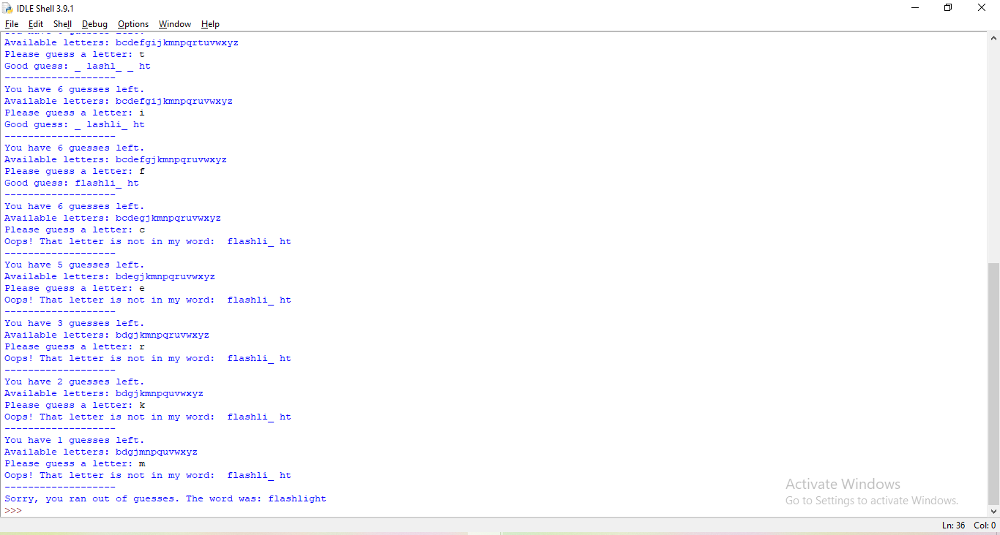 IDLE Shell 3.9.1
File Edit Shell Debug Options Window Help
Available letters: bcdefgijkmnpqrtuvwxyz
Please guess a letter: t
Good guess: _ lashl_ _ ht
-------------------
You have 6 guesses left.
Available letters: bcdefgijkmnpqruvwxyz
Please guess a letter: i
Good guess: _ lashli_ ht
-------------------
You have 6 guesses left.
Available letters: bcdefgjkmnpqruvwxyz
Please guess a letter: f
Good guess: flashli_ ht
-------------------
You have 6 guesses left.
Available letters: bcdegjkmnpqruvwxyz
Please guess a letter: c
Oops! That letter is not in my word:  flashli_ ht
-------------------
You have 5 guesses left.
Available letters: bdegjkmnpqruvwxyz
Please guess a letter: e
Oops! That letter is not in my word:  flashli_ ht
-------------------
You have 3 guesses left.
Available letters: bdgjkmnpqruvwxyz
Please guess a letter: r
Oops! That letter is not in my word:  flashli_ ht
-------------------
You have 2 guesses left.
Available letters: bdgjkmnpquvwxyz
Please guess a letter: k
Oops! That letter is not in my word:  flashli_ ht
-------------------
You have 1 guesses left.
Available letters: bdgjmnpquvwxyz
Please guess a letter: m
Oops! That letter is not in my word:  flashli_ ht
-------------------
Sorry, you ran out of guesses. The word was: flashlight
>>>
Activate Windows
Go to Settings to activate Windows.
Ln: 36 Col: 0